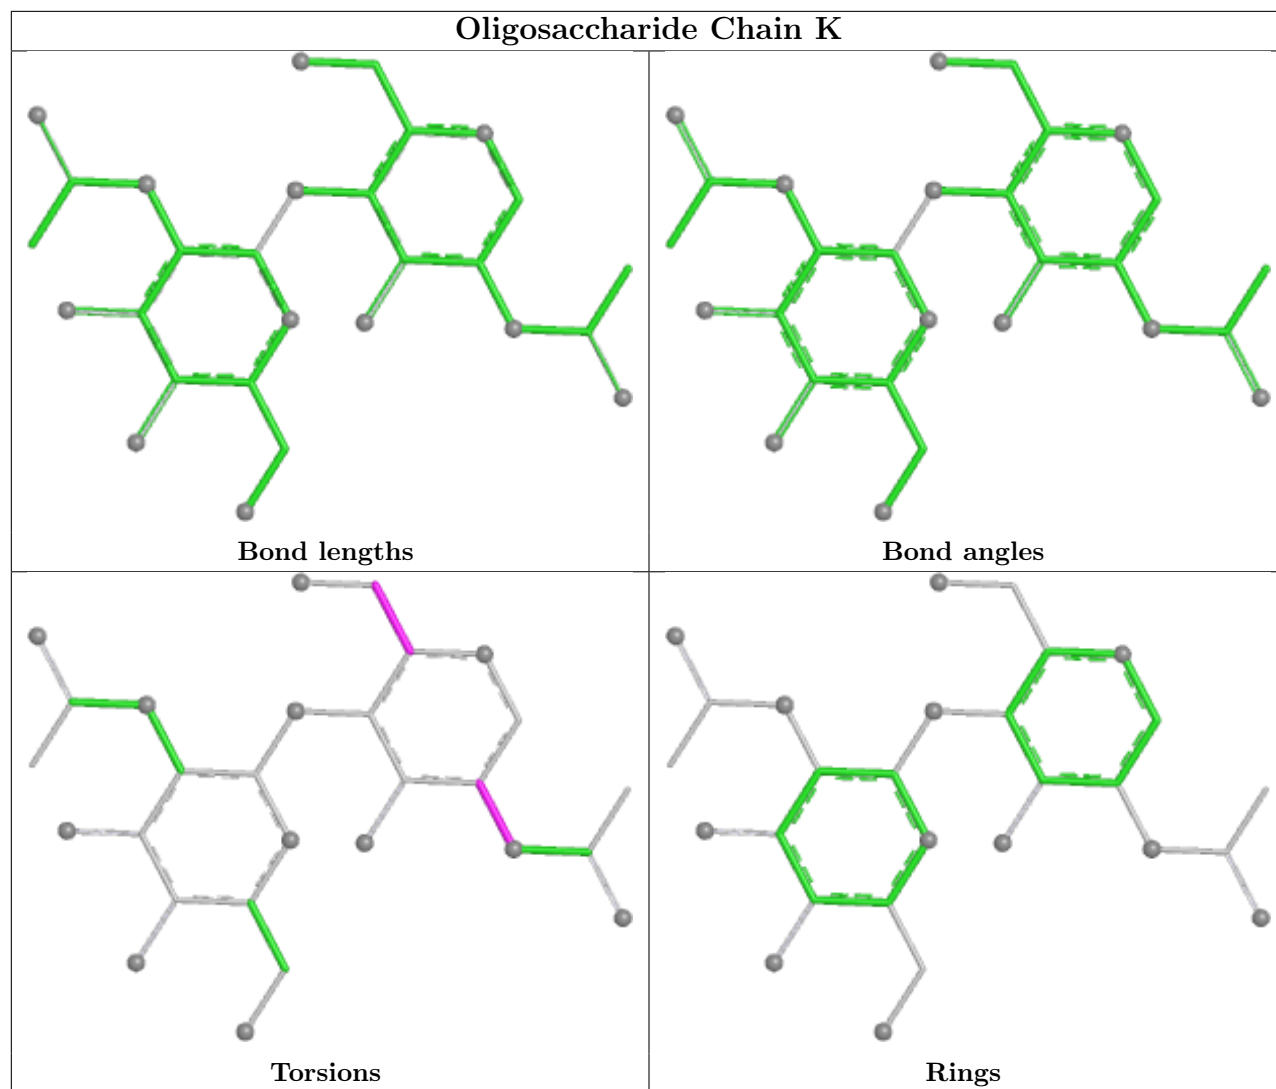 Oligosaccharide Chain K
Bond lengths
Bond angles
Torsions
Rings